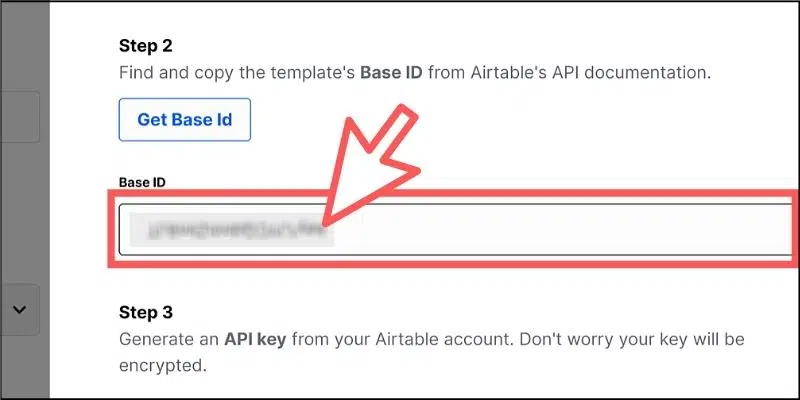 Step 2
Find and copy the template's Base ID from Airtable's API documentation.
Get Base Id
Base ID
Step 3
Generate an API key from your Airtable account. Don't worry your key will be
encrypted.